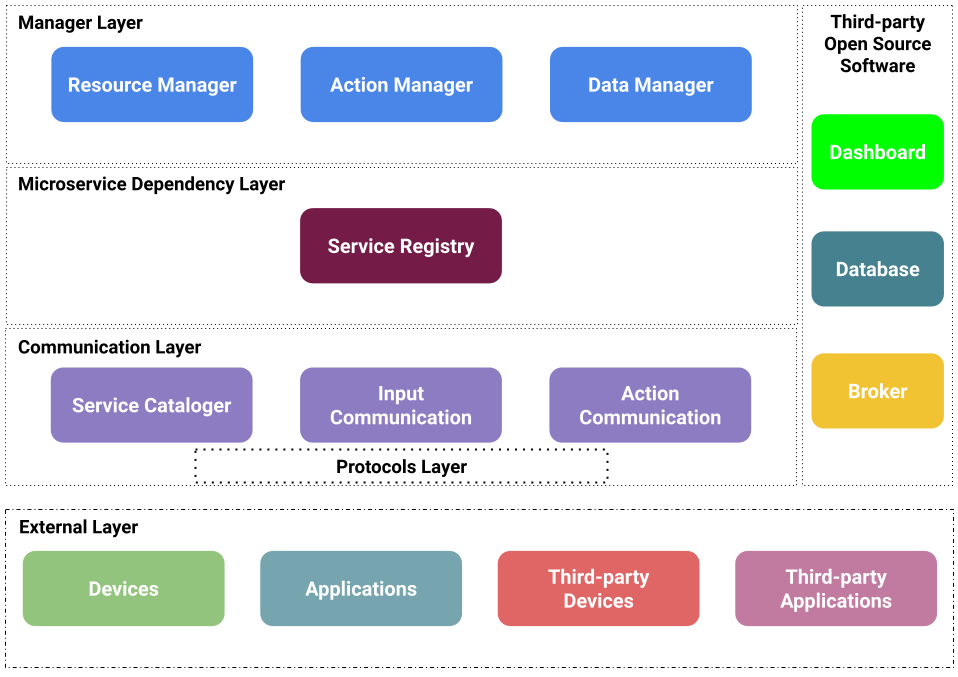 Manager Layer
Resource Manager
Action Manager
Data Manager
Microservice Dependency Layer
Service Registry
Communication Layer
Service Cataloger
Input
Communication
Action
Communication
Protocols Layer
Third-party
Open Source
Software
Dashboard
Database
Broker
External Layer
Devices
Applications
Third-party
Devices
Third-party
Applications